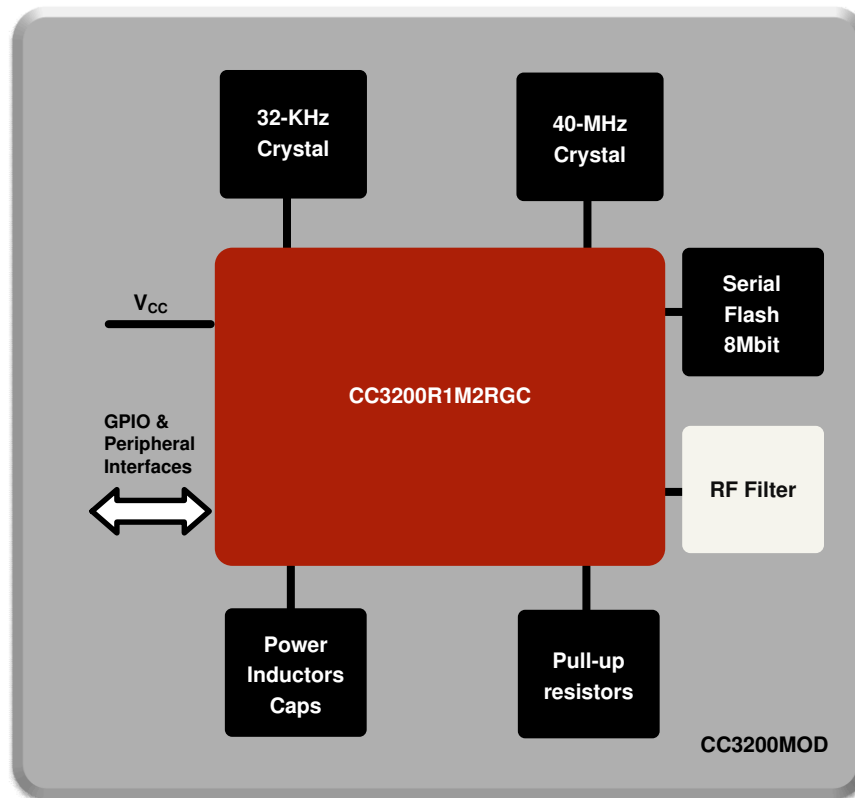 32-KHz
Crystal
40-MHz
Crystal
V_CC
Serial
Flash
8Mbit
CC3200R1M2RGC
GPIO &
Peripheral
Interfaces
RF Filter
Power
Inductors
Caps
Pull-up
resistors
CC3200MOD